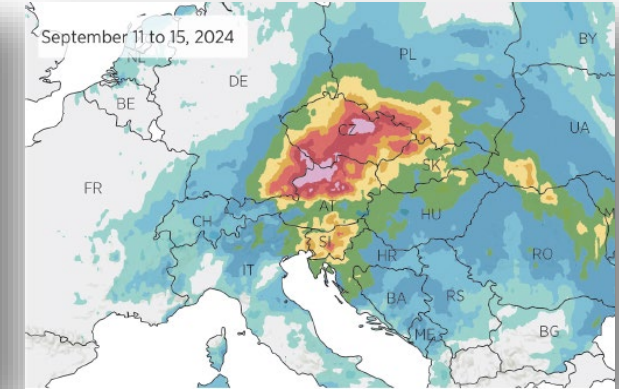 September 11 to 15, 2024
BY
PL
NL
DE
BE
UA
CZ
SK
FR
AT
HU
CH
SI
RO
IT
HR
BA
RS
ME
BG